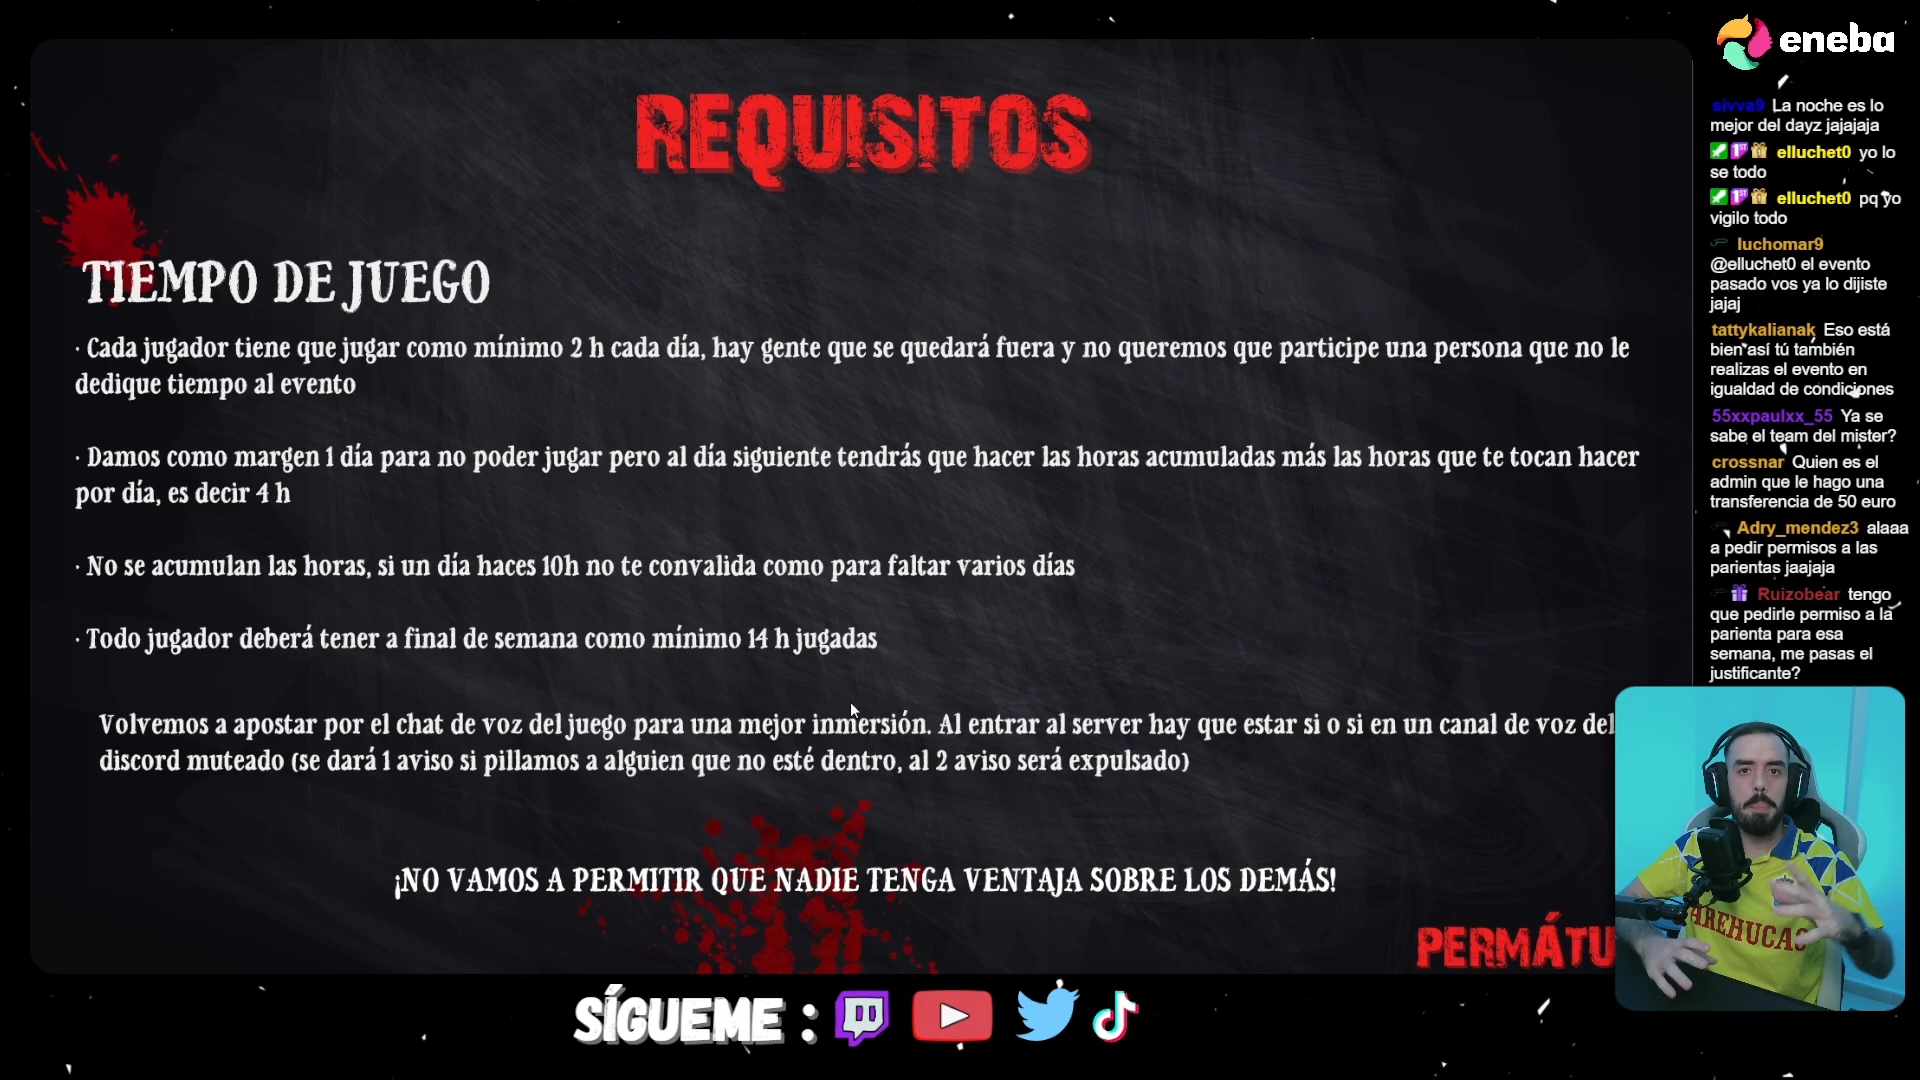 REQUISITOS
TIEMPO DE JUEGO
· Cada jugador tiene que jugar como mínimo 2 h cada día, hay gente que se quedará fuera y no queremos que participe una persona que no le
dedique tiempo al evento
· Damos como margen 1 día para no poder jugar pero al día siguiente tendrás que hacer las horas acumuladas más las horas que te tocan hacer
por día, es decir 4 h
· No se acumulan las horas, si un día haces 10h no te convalida como para faltar varios días
· Todo jugador deberá tener a final de semana como mínimo 14 h jugadas
Volvemos a apostar por el chat de voz del juego para una mejor inmersión. Al entrar al server hay que estar si o si en un canal de voz del
discord muteado (se dará 1 aviso si pillamos a alguien que no esté dentro, al 2 aviso será expulsado)
¡NO VAMOS A PERMITIR QUE NADIE TENGA VENTAJA SOBRE LOS DEMÁS!
PERMÁTU
SÍGUEME :
eneba
sivva9 La noche es lo
mejor del dayz jajajaja
1ST elluchet0 yo lo
se todo
1ST elluchet0 pq yo
vigilo todo
luchomar9
@elluchet0 el evento
pasado vos ya lo dijiste
jajaj
tattykalianak Eso está
bien así tú también
realizas el evento en
igualdad de condiciones
55xxpaulxx_55 Ya se
sabe el team del mister?
crossnar Quien es el
admin que le hago una
transferencia de 50 euro
Adry_mendez3 alaaa
a pedir permisos a las
parientas jaajaja
Ruizobear tengo
que pedirle permiso a la
parienta para esa
semana, me pasas el
justificante?
AREHUCAS